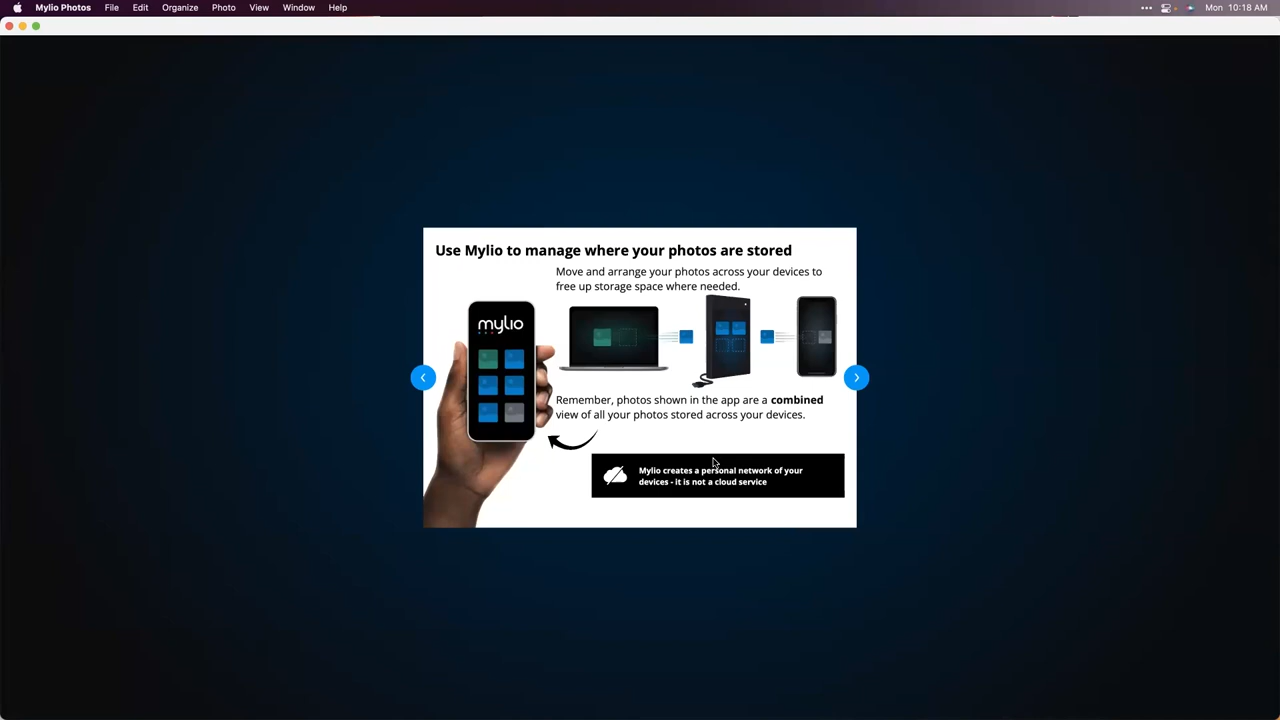 Mylio Photos File Edit Organize Photo View Window Help Mon 10:18 AM
Use Mylio to manage where your photos are stored
Move and arrange your photos across your devices to
free up storage space where needed.
mylio
Remember, photos shown in the app are a combined
view of all your photos stored across your devices.
Mylio creates a personal network of your
devices - it is not a cloud service